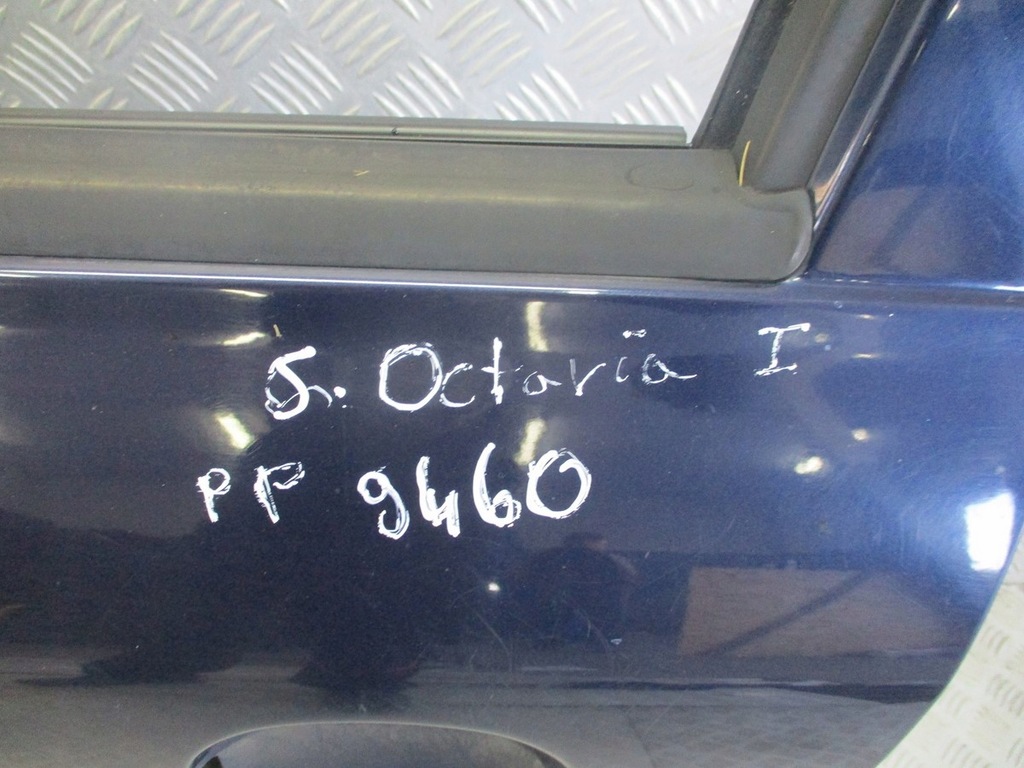 S. Octavia I
PP 9460